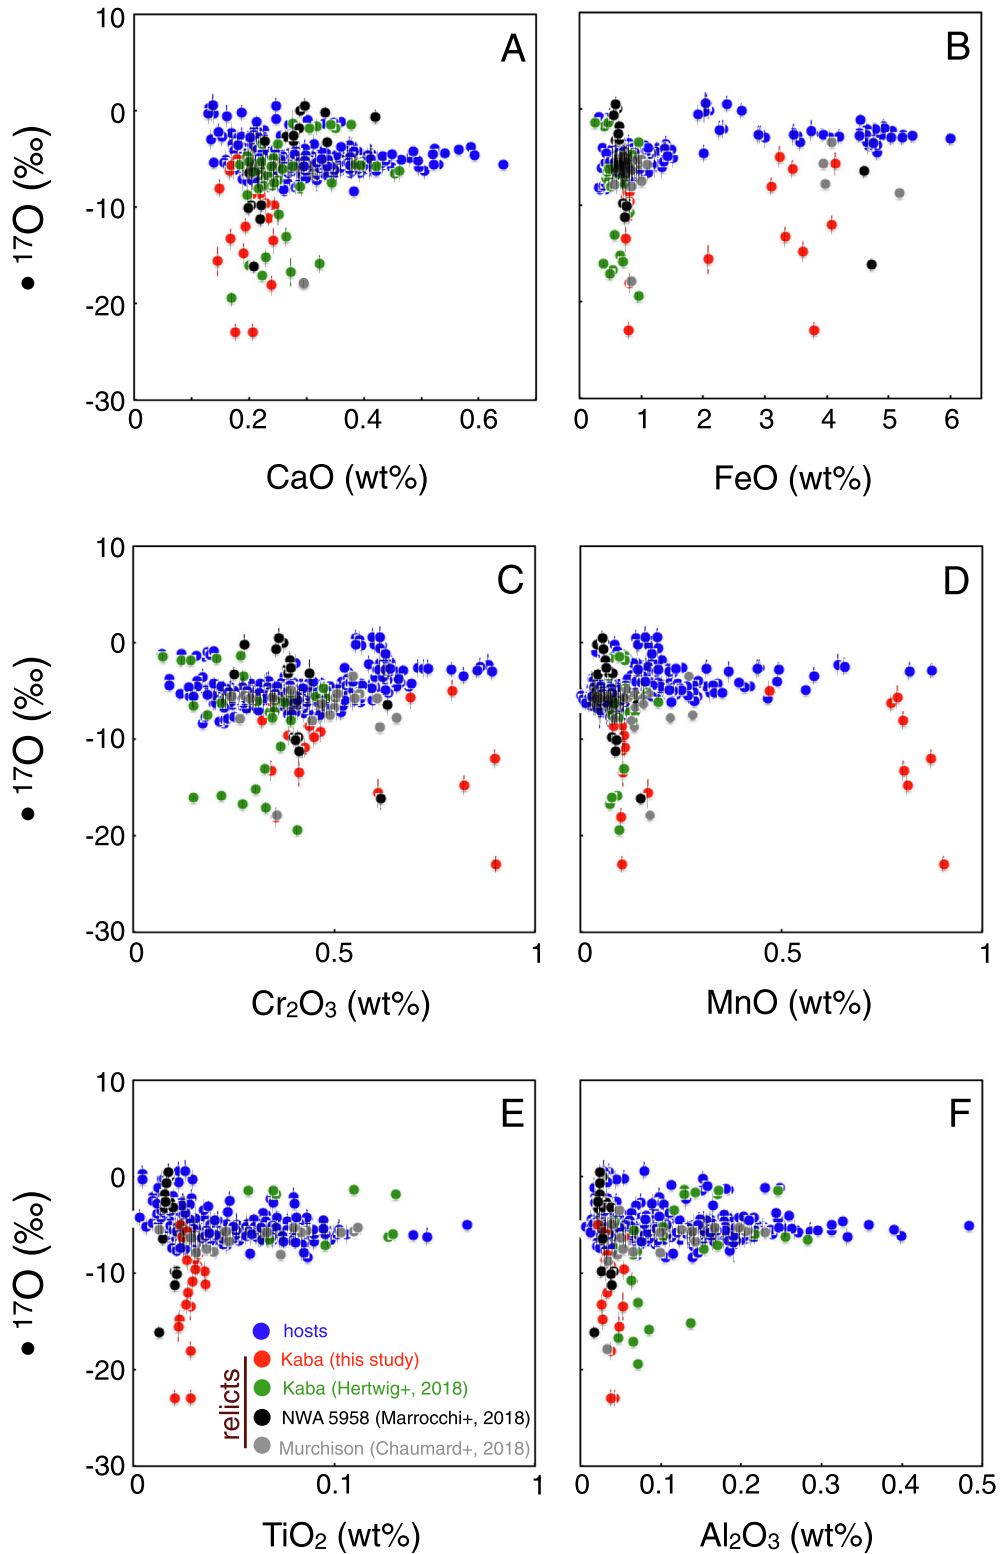 10
0
-10
-20
-30
A
B
0
0.2
0.4
0.6
0
1
2
3
4
5
6
• ¹⁷O (‰)
CaO (wt%)
FeO (wt%)
10
0
-10
-20
-30
C
D
0
0.5
1
0
0.5
1
• ¹⁷O (‰)
Cr₂O₃ (wt%)
MnO (wt%)
10
0
-10
-20
-30
E
F
hosts
relicts
Kaba (this study)
Kaba (Hertwig+, 2018)
NWA 5958 (Marrocchi+, 2018)
Murchison (Chaumard+, 2018)
0
0.1
1
0
0.1
0.2
0.3
0.4
0.5
• ¹⁷O (‰)
TiO₂ (wt%)
Al₂O₃ (wt%)